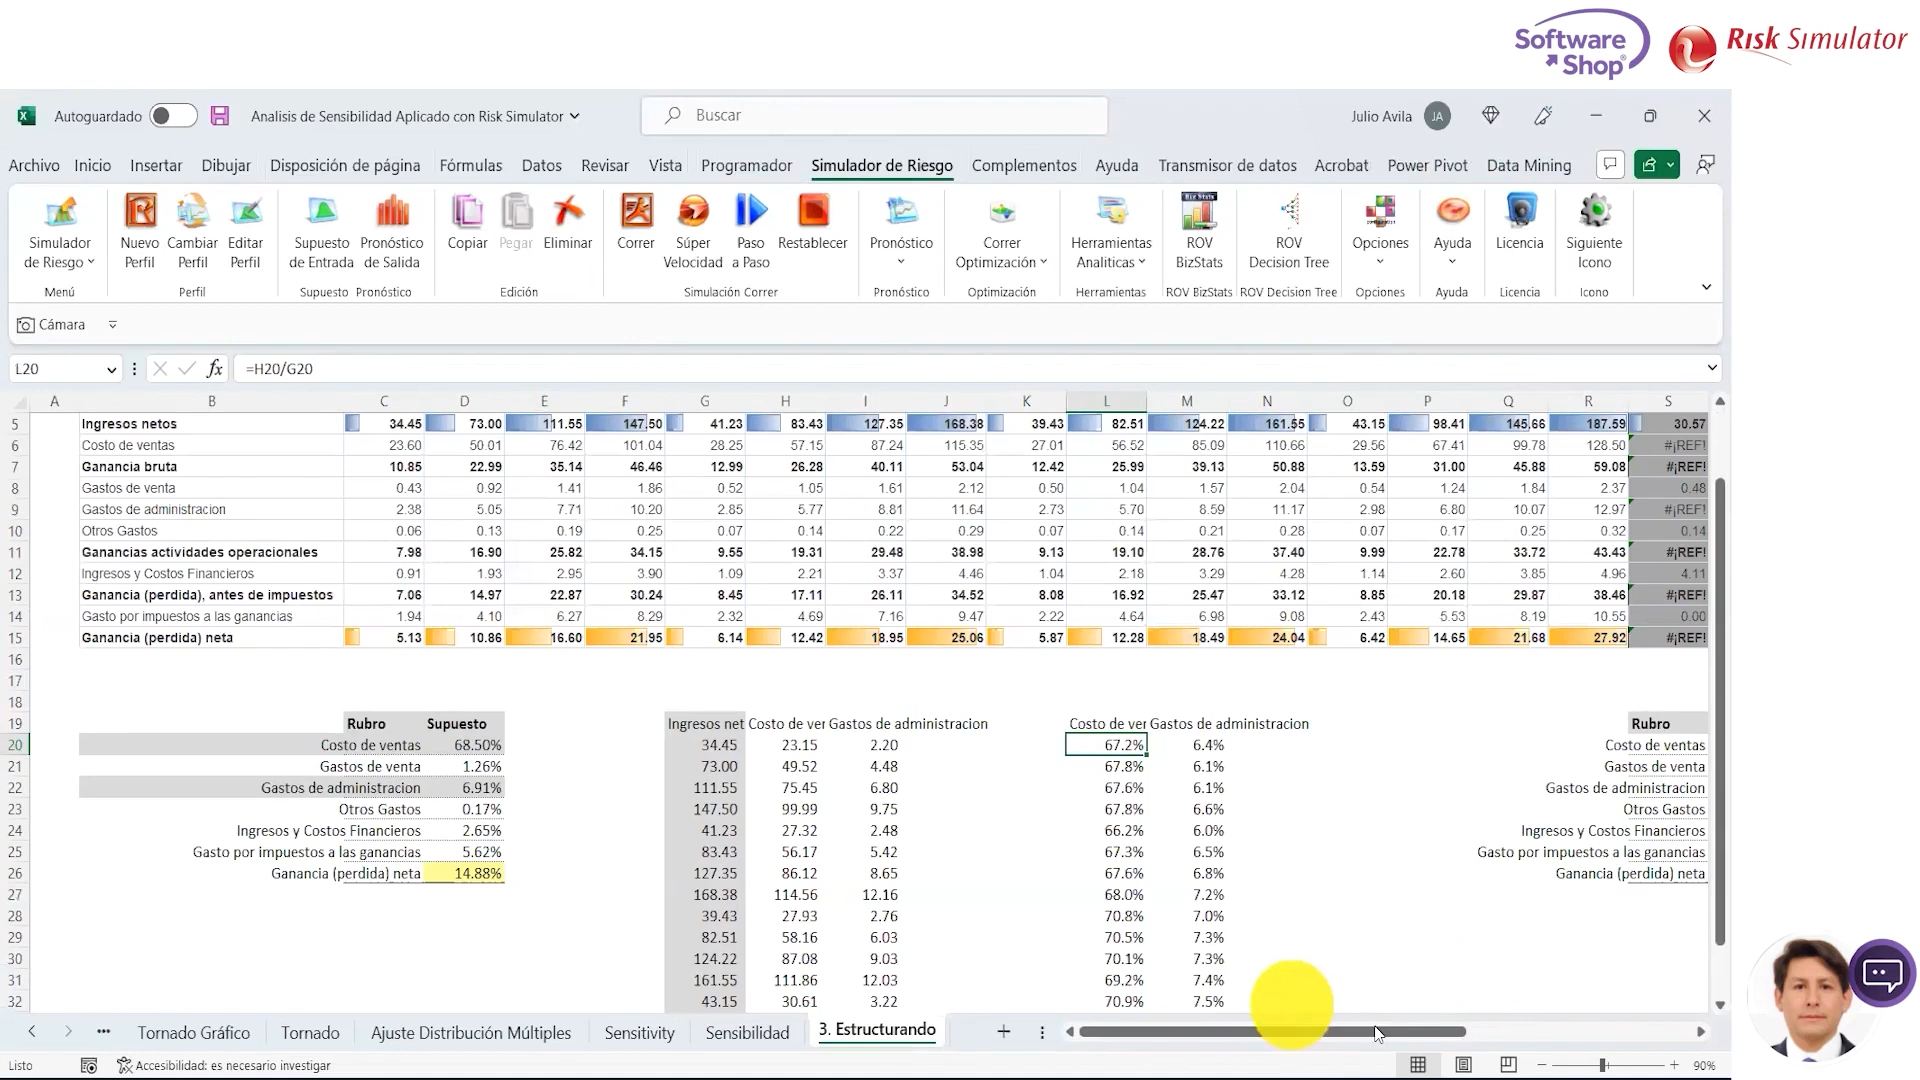 Software Shop
Risk Simulator
Autoguardado
Analisis de Sensibilidad Aplicado con Risk Simulator
Buscar
Julio Avila JA
Archivo Inicio Insertar Dibujar Disposición de página Fórmulas Datos Revisar Vista Programador Simulador de Riesgo Complementos Ayuda Transmisor de datos Acrobat Power Pivot Data Mining
Simulador Nuevo Cambiar Editar Supuesto Pronóstico Copiar Pegar Eliminar Correr Súper Paso Restablecer Pronóstico Correr Herramientas ROV ROV Opciones Ayuda Licencia Siguiente
de Riesgo Perfil Perfil Perfil de Entrada de Salida Velocidad a Paso Optimización Analiticas BizStats Decision Tree Icono
Menú Perfil Supuesto Pronóstico Edición Simulación Correr Pronóstico Optimización Herramientas ROV BizStats ROV Decision Tree Opciones Ayuda Licencia Icono
Cámara
L20 fx =H20/G20
A B C D E F G H I J K L M N O P Q R S
5 Ingresos netos 34.45 73.00 111.55 147.50 41.23 83.43 127.35 168.38 39.43 82.51 124.22 161.55 43.15 98.41 145.66 187.59 30.57
6 Costo de ventas 23.60 50.01 76.42 101.04 28.25 57.15 87.24 115.35 27.01 56.52 85.09 110.66 29.56 67.41 99.78 128.50 #¡REF!
7 Ganancia bruta 10.85 22.99 35.14 46.46 12.99 26.28 40.11 53.04 12.42 25.99 39.13 50.88 13.59 31.00 45.88 59.08 #¡REF!
8 Gastos de venta 0.43 0.92 1.41 1.86 0.52 1.05 1.61 2.12 0.50 1.04 1.57 2.04 0.54 1.24 1.84 2.37 0.48
9 Gastos de administracion 2.38 5.05 7.71 10.20 2.85 5.77 8.81 11.64 2.73 5.70 8.59 11.17 2.98 6.80 10.07 12.97 #¡REF!
10 Otros Gastos 0.06 0.13 0.19 0.25 0.07 0.14 0.22 0.29 0.07 0.14 0.21 0.28 0.07 0.17 0.25 0.32 0.14
11 Ganancias actividades operacionales 7.98 16.90 25.82 34.15 9.55 19.31 29.48 38.98 9.13 19.10 28.76 37.40 9.99 22.78 33.72 43.43 #¡REF!
12 Ingresos y Costos Financieros 0.91 1.93 2.95 3.90 1.09 2.21 3.37 4.46 1.04 2.18 3.29 4.28 1.14 2.60 3.85 4.96 4.11
13 Ganancia (perdida), antes de impuestos 7.06 14.97 22.87 30.24 8.45 17.11 26.11 34.52 8.08 16.92 25.47 33.12 8.85 20.18 29.87 38.46 #¡REF!
14 Gasto por impuestos a las ganancias 1.94 4.10 6.27 8.29 2.32 4.69 7.16 9.47 2.22 4.64 6.98 9.08 2.43 5.53 8.19 10.55 0.00
15 Ganancia (perdida) neta 5.13 10.86 16.60 21.95 6.14 12.42 18.95 25.06 5.87 12.28 18.49 24.04 6.42 14.65 21.68 27.92 #¡REF!
16
17
18
19 Rubro Supuesto Ingresos net Costo de ver Gastos de administracion Costo de ver Gastos de administracion Rubro
20 Costo de ventas 68.50% 34.45 23.15 2.20 67.2% 6.4% Costo de ventas
21 Gastos de venta 1.26% 73.00 49.52 4.48 67.8% 6.1% Gastos de venta
22 Gastos de administracion 6.91% 111.55 75.45 6.80 67.6% 6.1% Gastos de administracion
23 Otros Gastos 0.17% 147.50 99.99 9.75 67.8% 6.6% Otros Gastos
24 Ingresos y Costos Financieros 2.65% 41.23 27.32 2.48 66.2% 6.0% Ingresos y Costos Financieros
25 Gasto por impuestos a las ganancias 5.62% 83.43 56.17 5.42 67.3% 6.5% Gasto por impuestos a las ganancias
26 Ganancia (perdida) neta 14.88% 127.35 86.12 8.65 67.6% 6.8% Ganancia (perdida) neta
27 168.38 114.56 12.16 68.0% 7.2%
28 39.43 27.93 2.76 70.8% 7.0%
29 82.51 58.16 6.03 70.5% 7.3%
30 124.22 87.08 9.03 70.1% 7.3%
31 161.55 111.86 12.03 69.2% 7.4%
32 43.15 30.61 3.22 70.9% 7.5%
Tornado Gráfico Tornado Ajuste Distribución Múltiples Sensitivity Sensibilidad 3. Estructurando
Listo Accesibilidad: es necesario investigar 90%